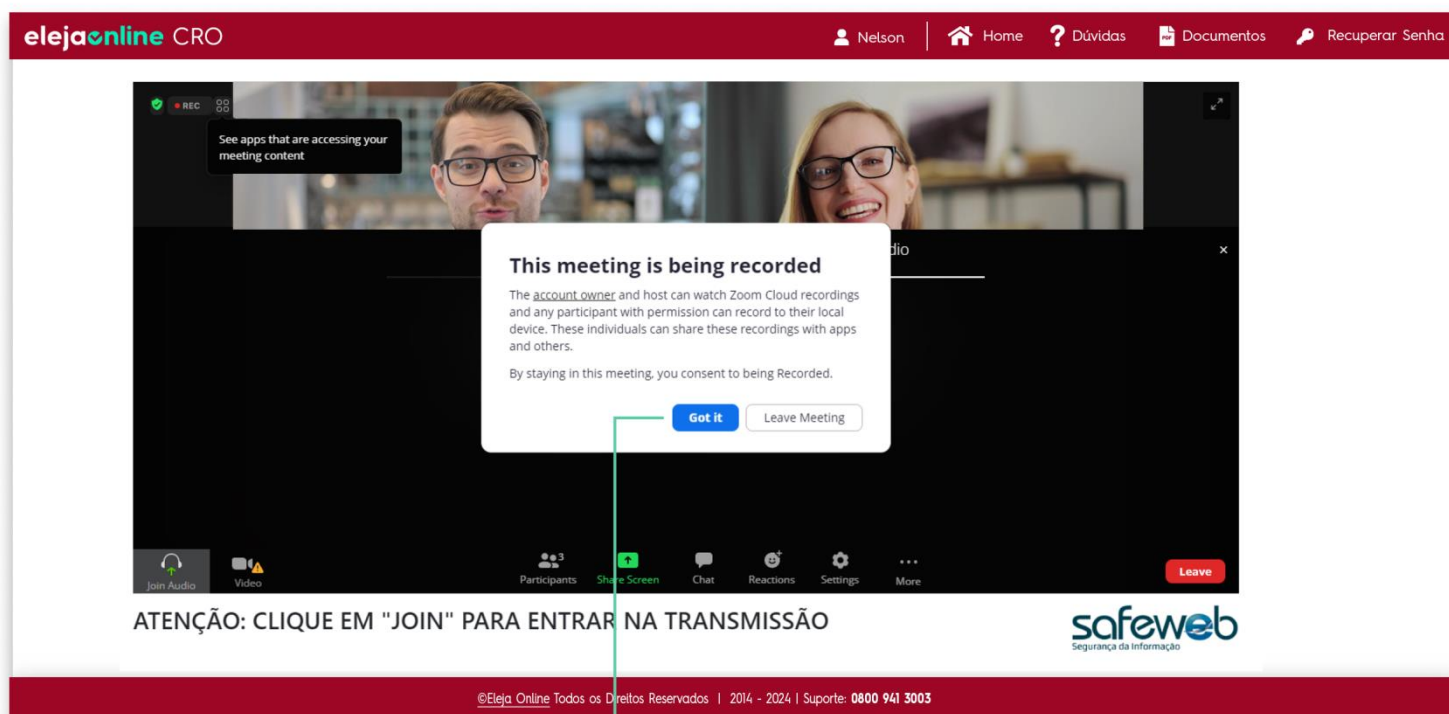 elejaonline CRO
Nelson
Home
? Dúvidas
PDF
Documentos
Recuperar Senha
REC
See apps that are accessing your
meeting content
dio
×
This meeting is being recorded
The account owner and host can watch Zoom Cloud recordings
and any participant with permission can record to their local
device. These individuals can share these recordings with apps
and others.
By staying in this meeting, you consent to being Recorded.
Got it
Leave Meeting
Join Audio
Video
3
Participants
Share Screen
Chat
Reactions
Settings
More
Leave
ATENÇÃO: CLIQUE EM "JOIN" PARA ENTRAR NA TRANSMISSÃO
safeweb
Segurança da Informação
©Eleja Online Todos os Direitos Reservados | 2014 - 2024 | Suporte: 0800 941 3003